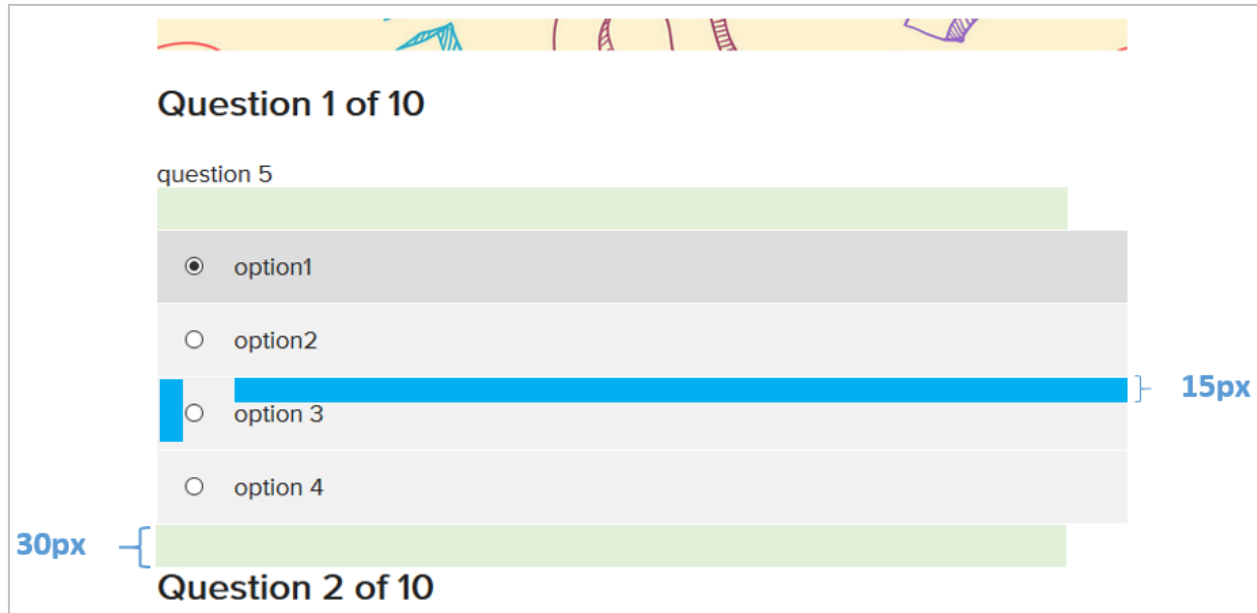 Question 1 of 10
question 5
option1
option2
15px
option 3
option 4
30px
Question 2 of 10